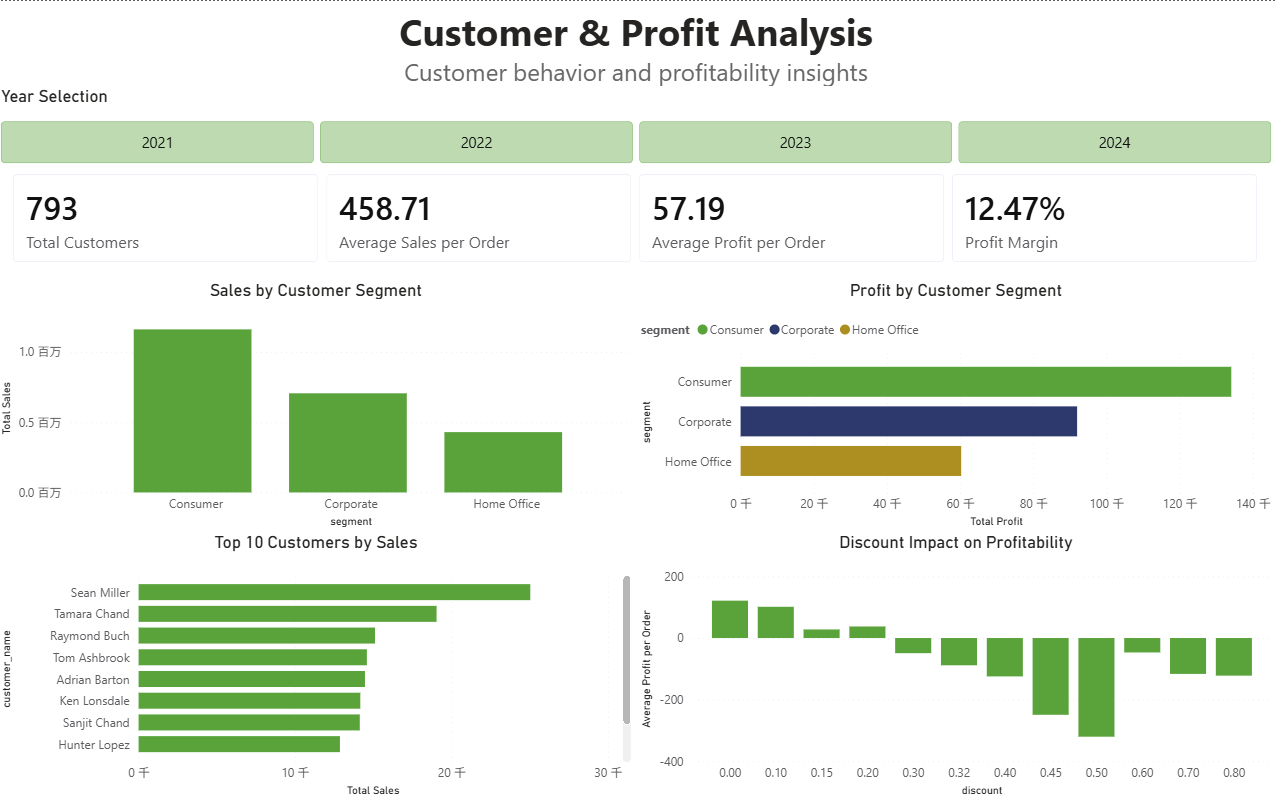 Customer & Profit Analysis
Customer behavior and profitability insights
Year Selection
2021 2022 2023 2024
793 458.71 57.19 12.47%
Total Customers Average Sales per Order Average Profit per Order Profit Margin
Sales by Customer Segment
Total Sales
1.0 百万
0.5 百万
0.0 百万
Consumer Corporate Home Office
segment
Profit by Customer Segment
segment Consumer Corporate Home Office
segment
Consumer
Corporate
Home Office
0 千 20 千 40 千 60 千 80 千 100 千 120 千 140 千
Total Profit
Top 10 Customers by Sales
customer_name
Sean Miller
Tamara Chand
Raymond Buch
Tom Ashbrook
Adrian Barton
Ken Lonsdale
Sanjit Chand
Hunter Lopez
0 千 10 千 20 千 30 千
Total Sales
Discount Impact on Profitability
Average Profit per Order
200
0
-200
-400
0.00 0.10 0.15 0.20 0.30 0.32 0.40 0.45 0.50 0.60 0.70 0.80
discount